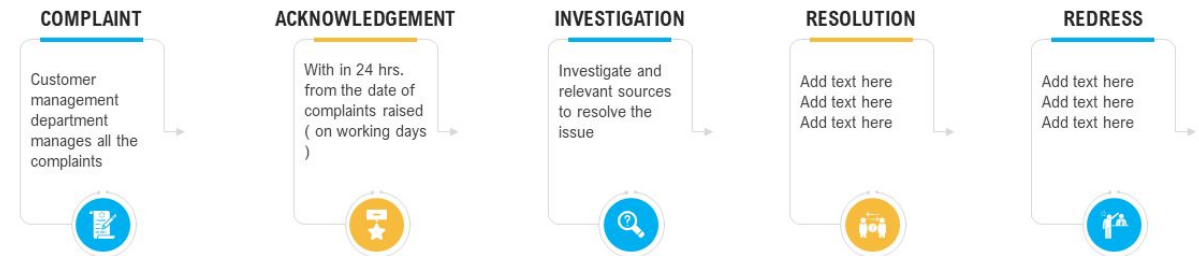 COMPLAINT
Customer
management
department
manages all the
complaints
ACKNOWLEDGEMENT
With in 24 hrs.
from the date of
complaints raised
( on working days
)
INVESTIGATION
Investigate and
relevant sources
to resolve the
issue
RESOLUTION
Add text here
Add text here
Add text here
REDRESS
Add text here
Add text here
Add text here